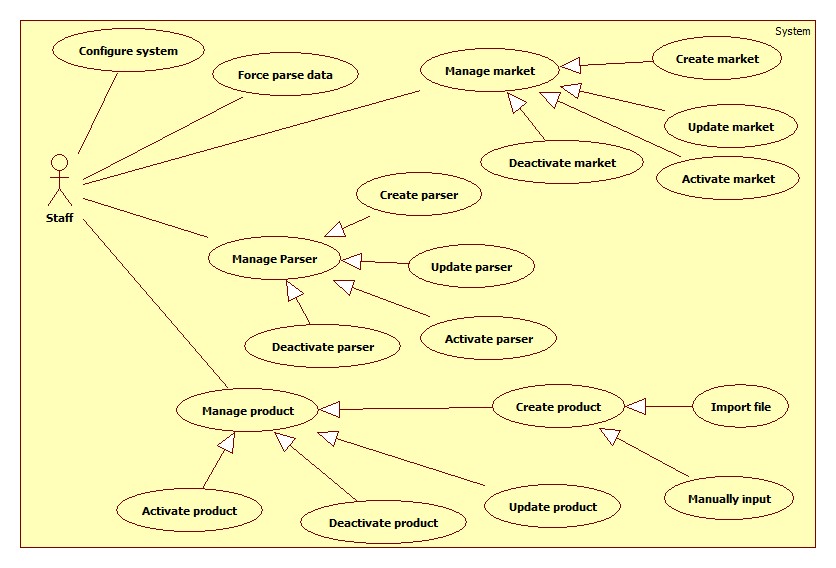 System
Configure system
Force parse data
Manage market
Create market
Update market
Deactivate market
Activate market
Staff
Create parser
Manage Parser
Update parser
Deactivate parser
Activate parser
Manage product
Create product
Import file
Manually input
Activate product
Deactivate product
Update product